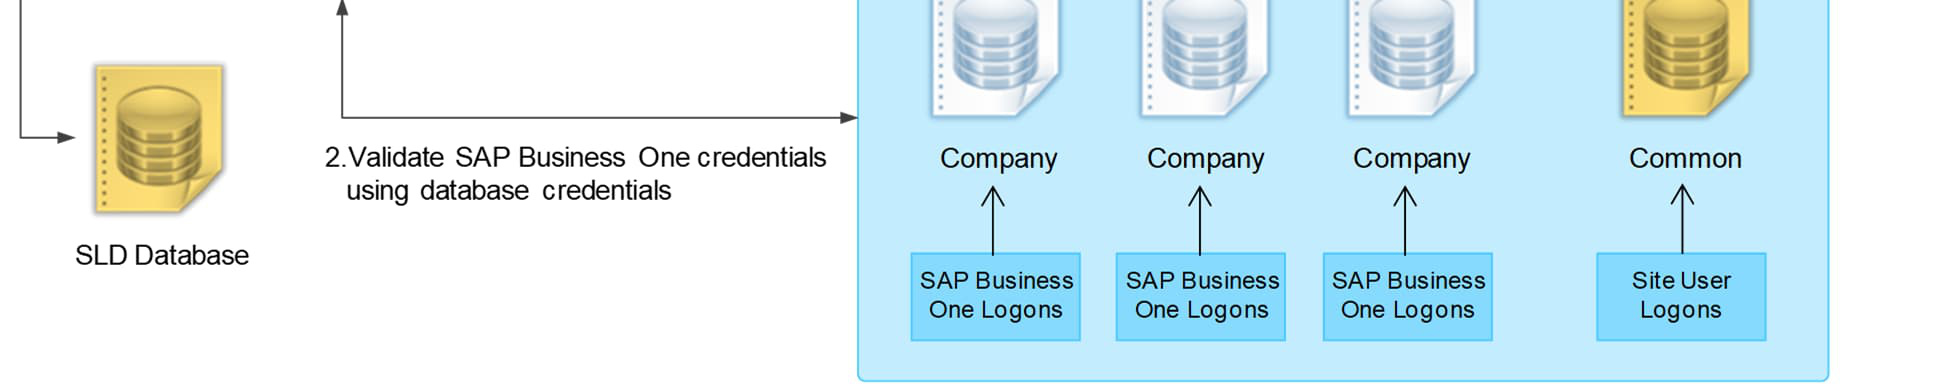 2.Validate SAP Business One credentials
using database credentials
SLD Database
Company
Company
Company
Common
SAP Business
One Logons
SAP Business
One Logons
SAP Business
One Logons
Site User
Logons